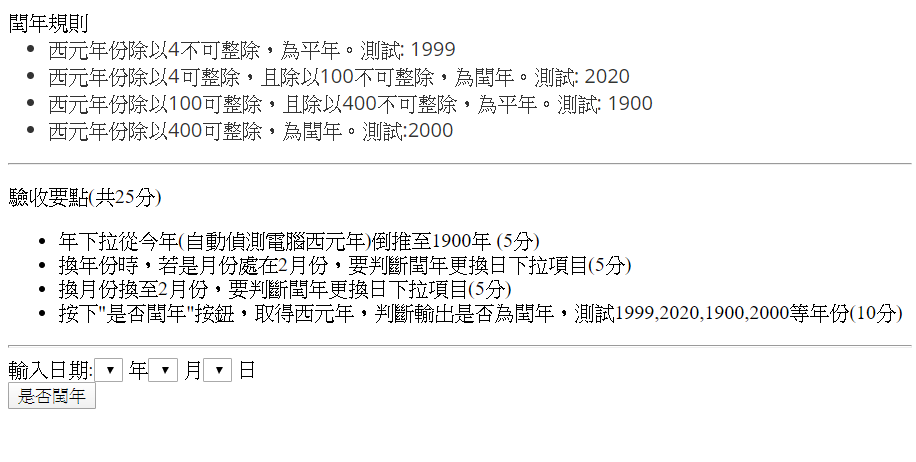 閏年規則
西元年份除以4不可整除，為平年。測試: 1999
西元年份除以4可整除，且除以100不可整除，為閏年。測試: 2020
西元年份除以100可整除，且除以400不可整除，為平年。測試: 1900
西元年份除以400可整除，為閏年。測試:2000
驗收要點(共25分)
年下拉從今年(自動偵測電腦西元年)倒推至1900年 (5分)
換年份時，若是月份處在2月份，要判斷閏年更換日下拉項目(5分)
換月份換至2月份，要判斷閏年更換日下拉項目(5分)
按下"是否閏年"按鈕，取得西元年，判斷輸出是否為閏年，測試1999,2020,1900,2000等年份(10分)
輸入日期: 年 月 日
是否閏年